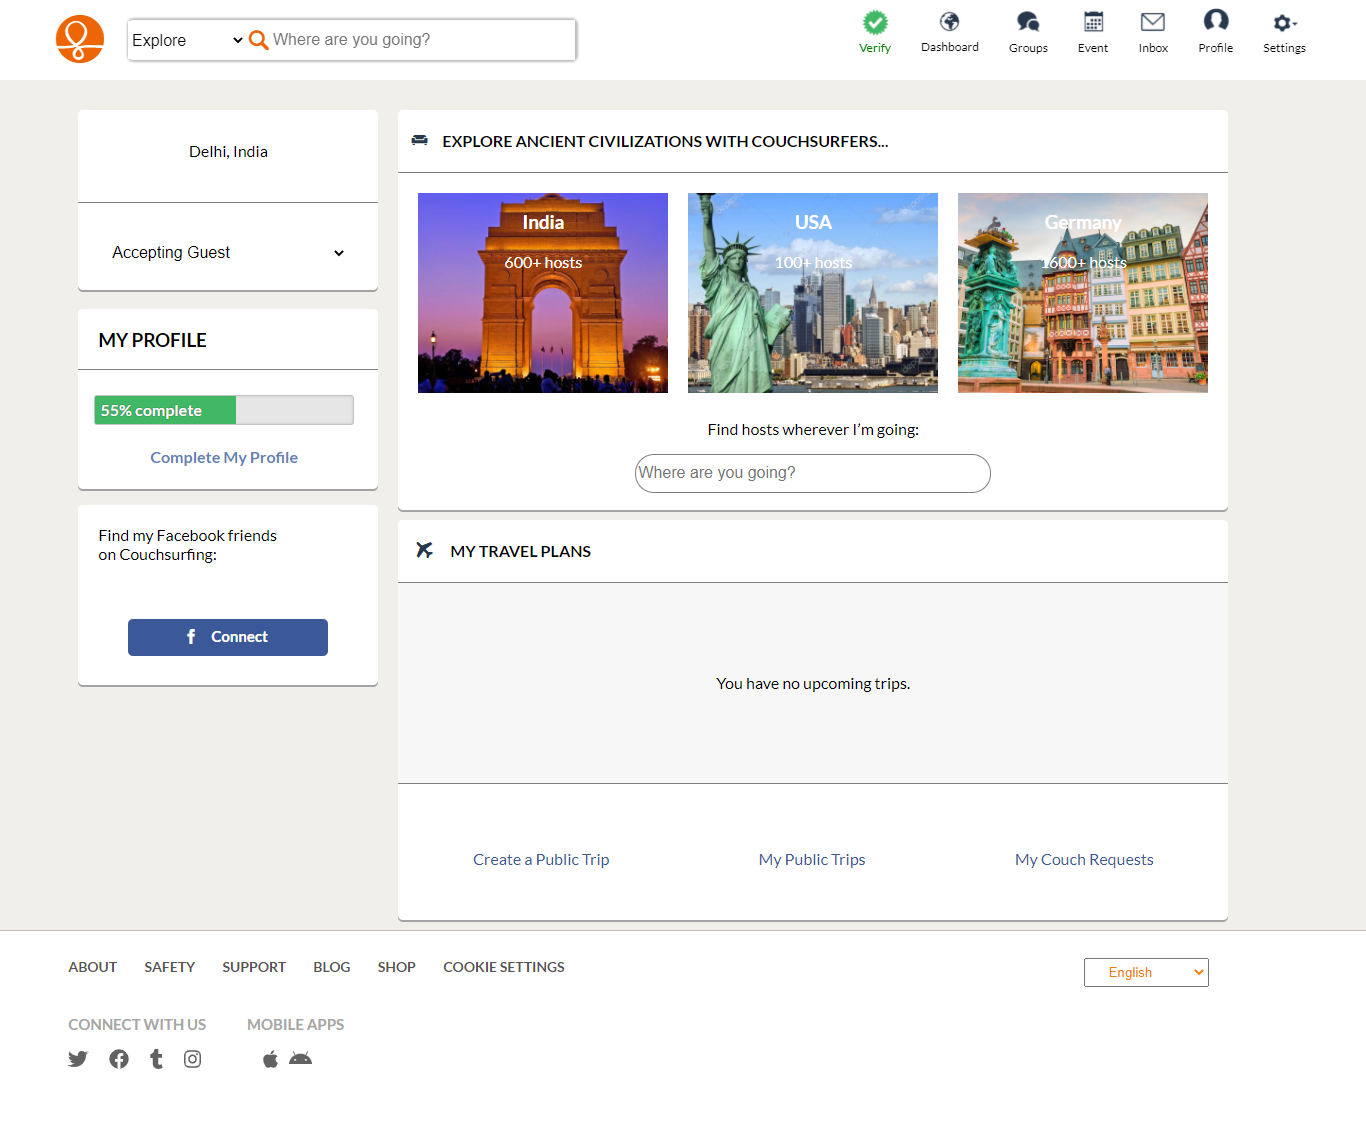 Explore
Where are you going?
Verify
Dashboard
Groups
Event
Inbox
Profile
Settings
Delhi, India
Accepting Guest
MY PROFILE
55% complete
Complete My Profile
Find my Facebook friends
on Couchsurfing:
Connect
EXPLORE ANCIENT CIVILIZATIONS WITH COUCHSURFERS...
India
600+ hosts
USA
100+ hosts
Germany
1600+ hosts
Find hosts wherever I’m going:
Where are you going?
MY TRAVEL PLANS
You have no upcoming trips.
Create a Public Trip
My Public Trips
My Couch Requests
ABOUT
SAFETY
SUPPORT
BLOG
SHOP
COOKIE SETTINGS
English
CONNECT WITH US
MOBILE APPS